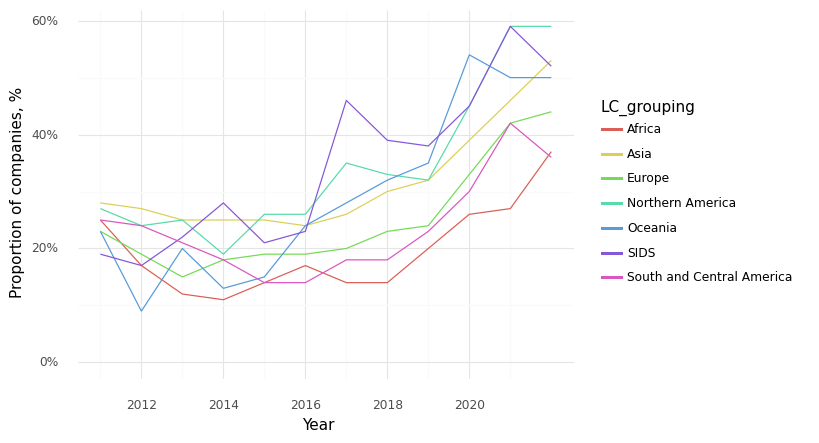 60%
40%
20%
0%
Proportion of companies, %
2012
2014
2016
2018
2020
Year
LC_grouping
Africa
Asia
Europe
Northern America
Oceania
SIDS
South and Central America